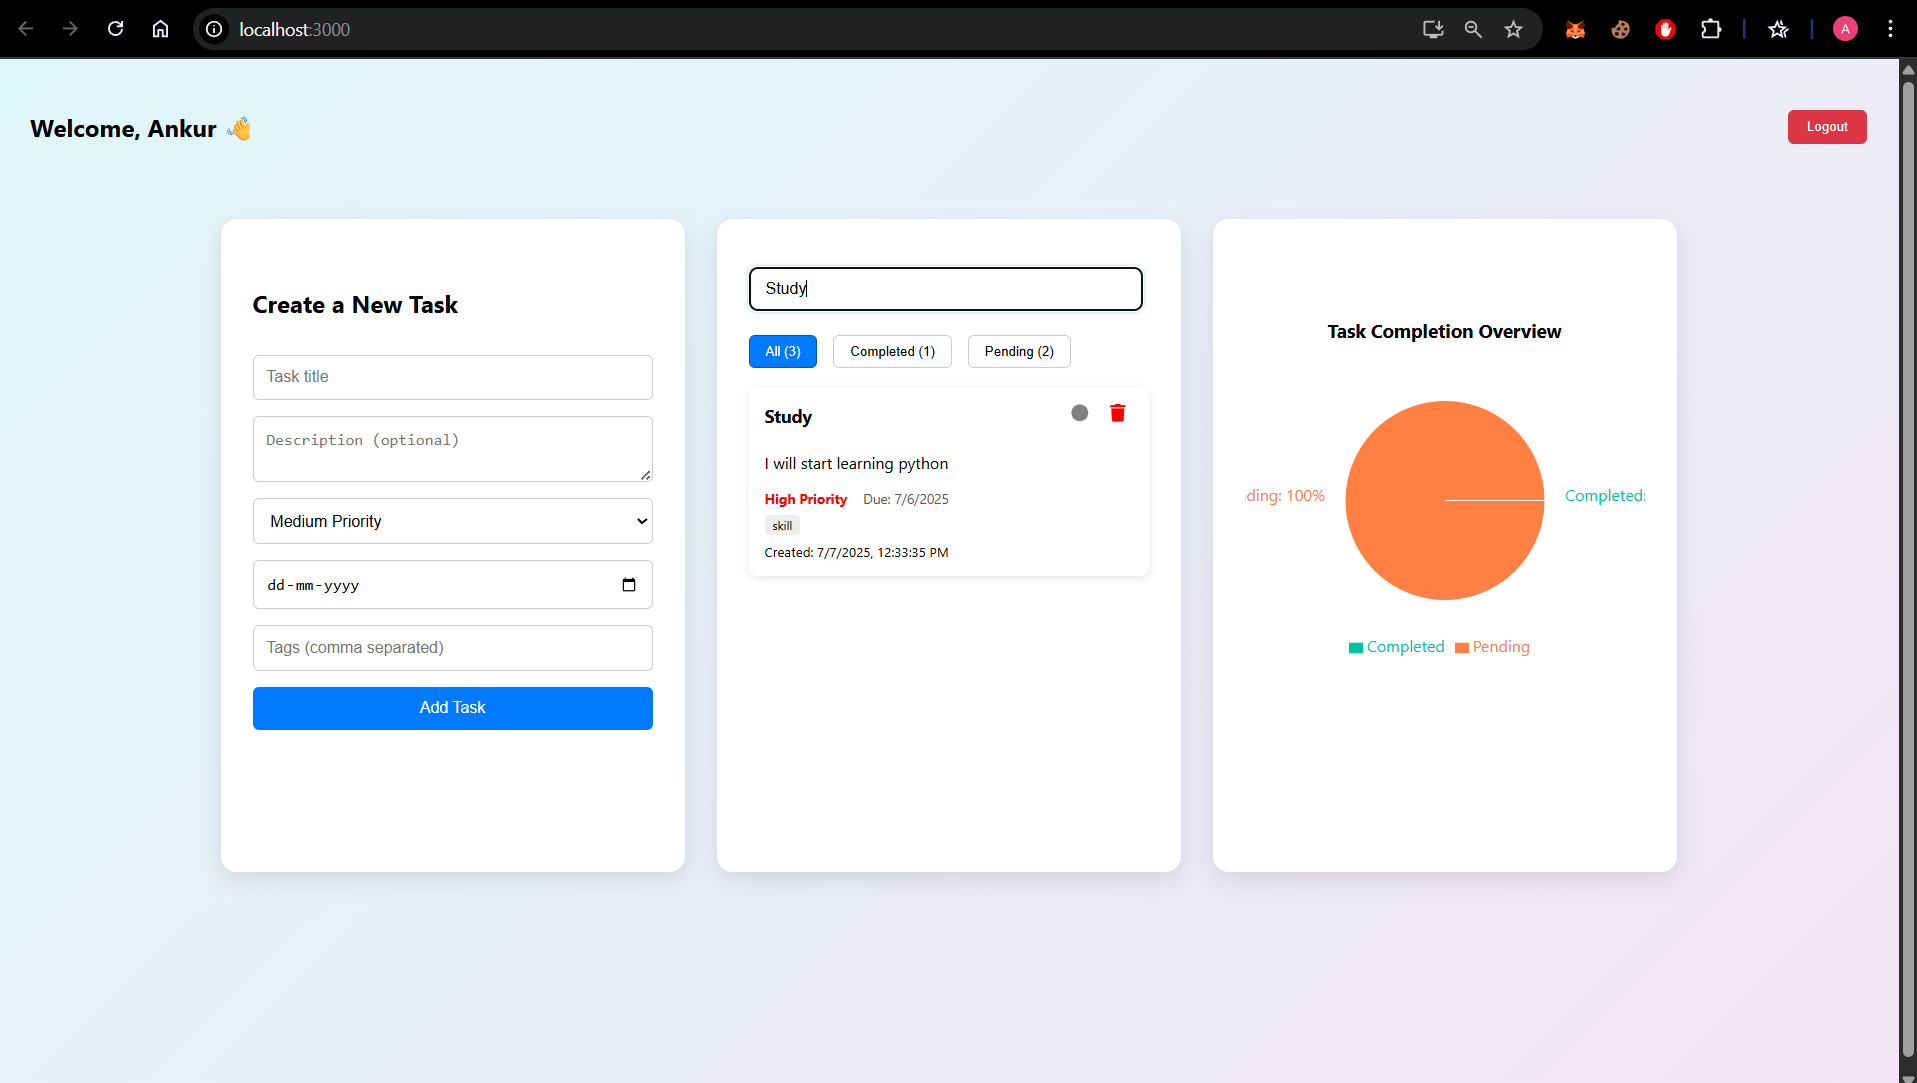 localhost:3000
A
Welcome, Ankur 👋
Logout
Create a New Task
Task title
Description (optional)
Medium Priority
dd-mm-yyyy
Tags (comma separated)
Add Task
Study
All (3) Completed (1) Pending (2)
Study
I will start learning python
High Priority Due: 7/6/2025
skill
Created: 7/7/2025, 12:33:35 PM
Task Completion Overview
nding: 100% Completed:
Completed Pending